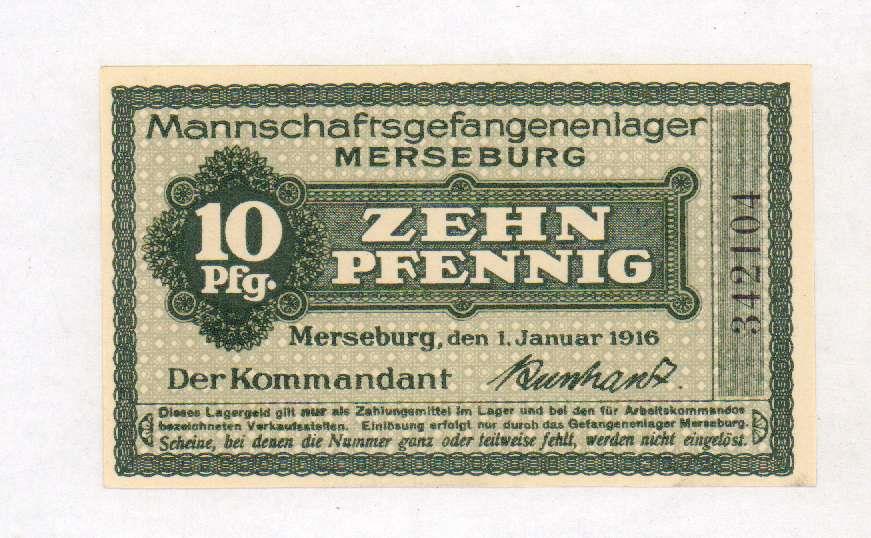 Mannschaftsgefangenenlager
MERSEBURG
10
Pfg.
ZEHN
PFENNIG
342104
Merseburg, den 1. Januar 1916
Der Kommandant
Dieses Lagergeld gilt nur als Zahlungsmittel im Lager und bei den für Arbeitskommandos
bezeichneten Verkaufsstellen. Einlösung erfolgt nur durch das Gefangenenlager Merseburg.
Scheine, bei denen die Nummer ganz oder teilweise fehlt, werden nicht eingelöst.